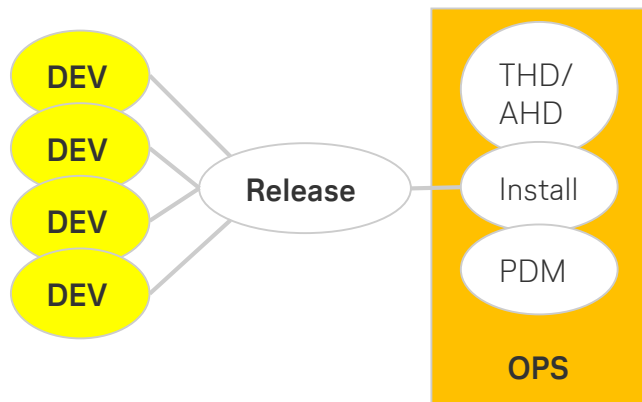 DEV
DEV
DEV
DEV
Release
THD/
AHD
Install
PDM
OPS